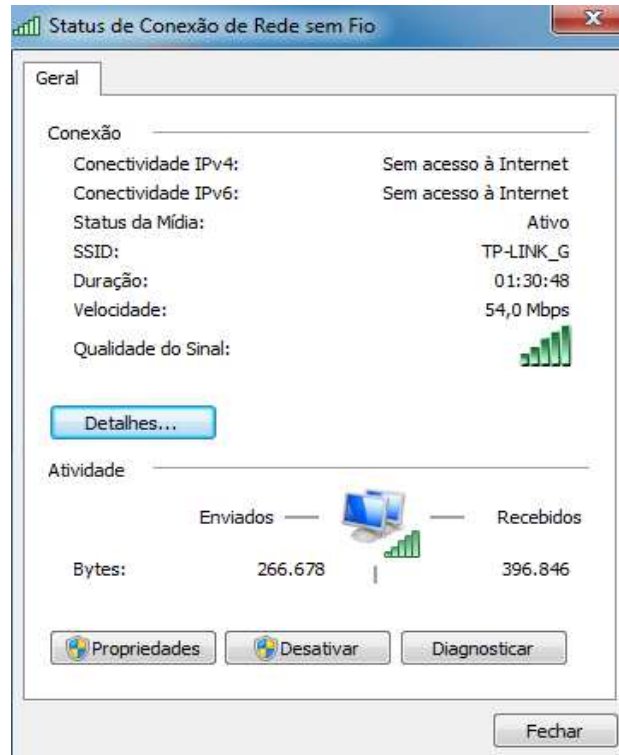 Status de Conexão de Rede sem Fio
Geral
Conexão
Conectividade IPv4: Sem acesso à Internet
Conectividade IPv6: Sem acesso à Internet
Status da Mídia: Ativo
SSID: TP-LINK_G
Duração: 01:30:48
Velocidade: 54,0 Mbps
Qualidade do Sinal:
Detalhes...
Atividade
Enviados Recebidos
Bytes: 266.678 396.846
Propriedades Desativar Diagnosticar
Fechar